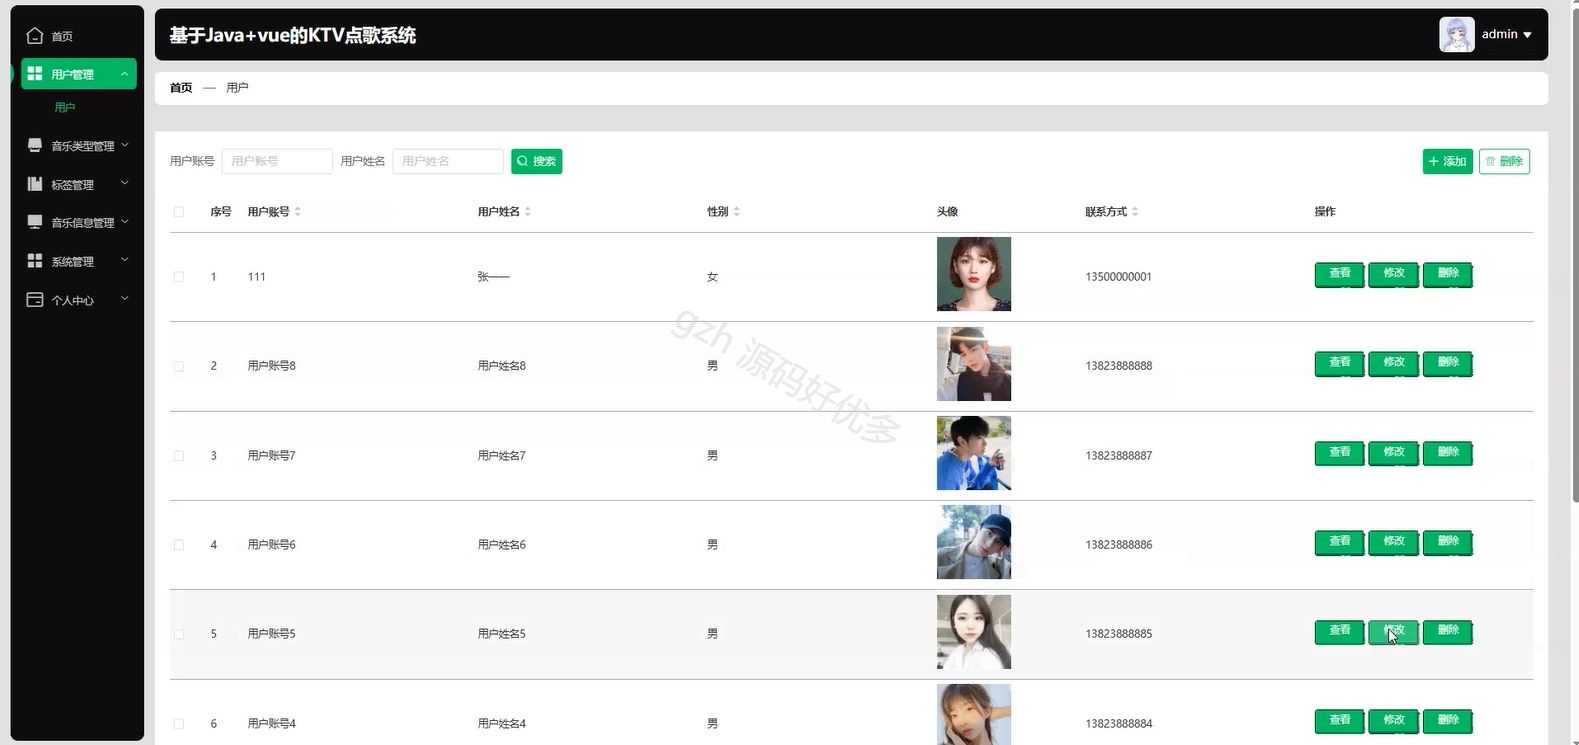 首页
用户管理
用户
音乐类型管理
标签管理
音乐信息管理
系统管理
个人中心
基于Java+vue的KTV点歌系统
admin
首页 — 用户
用户账号 用户账号 用户姓名 用户姓名 搜索 + 添加 删除
序号 用户账号 用户姓名 性别 头像 联系方式 操作
1 111 张一一 女 13500000001 查看 修改 删除
2 用户账号8 用户姓名8 男 13823888888 查看 修改 删除
3 用户账号7 用户姓名7 男 13823888887 查看 修改 删除
4 用户账号6 用户姓名6 男 13823888886 查看 修改 删除
5 用户账号5 用户姓名5 男 13823888885 查看 修改 删除
6 用户账号4 用户姓名4 男 13823888884 查看 修改 删除
gzh 源码好优多